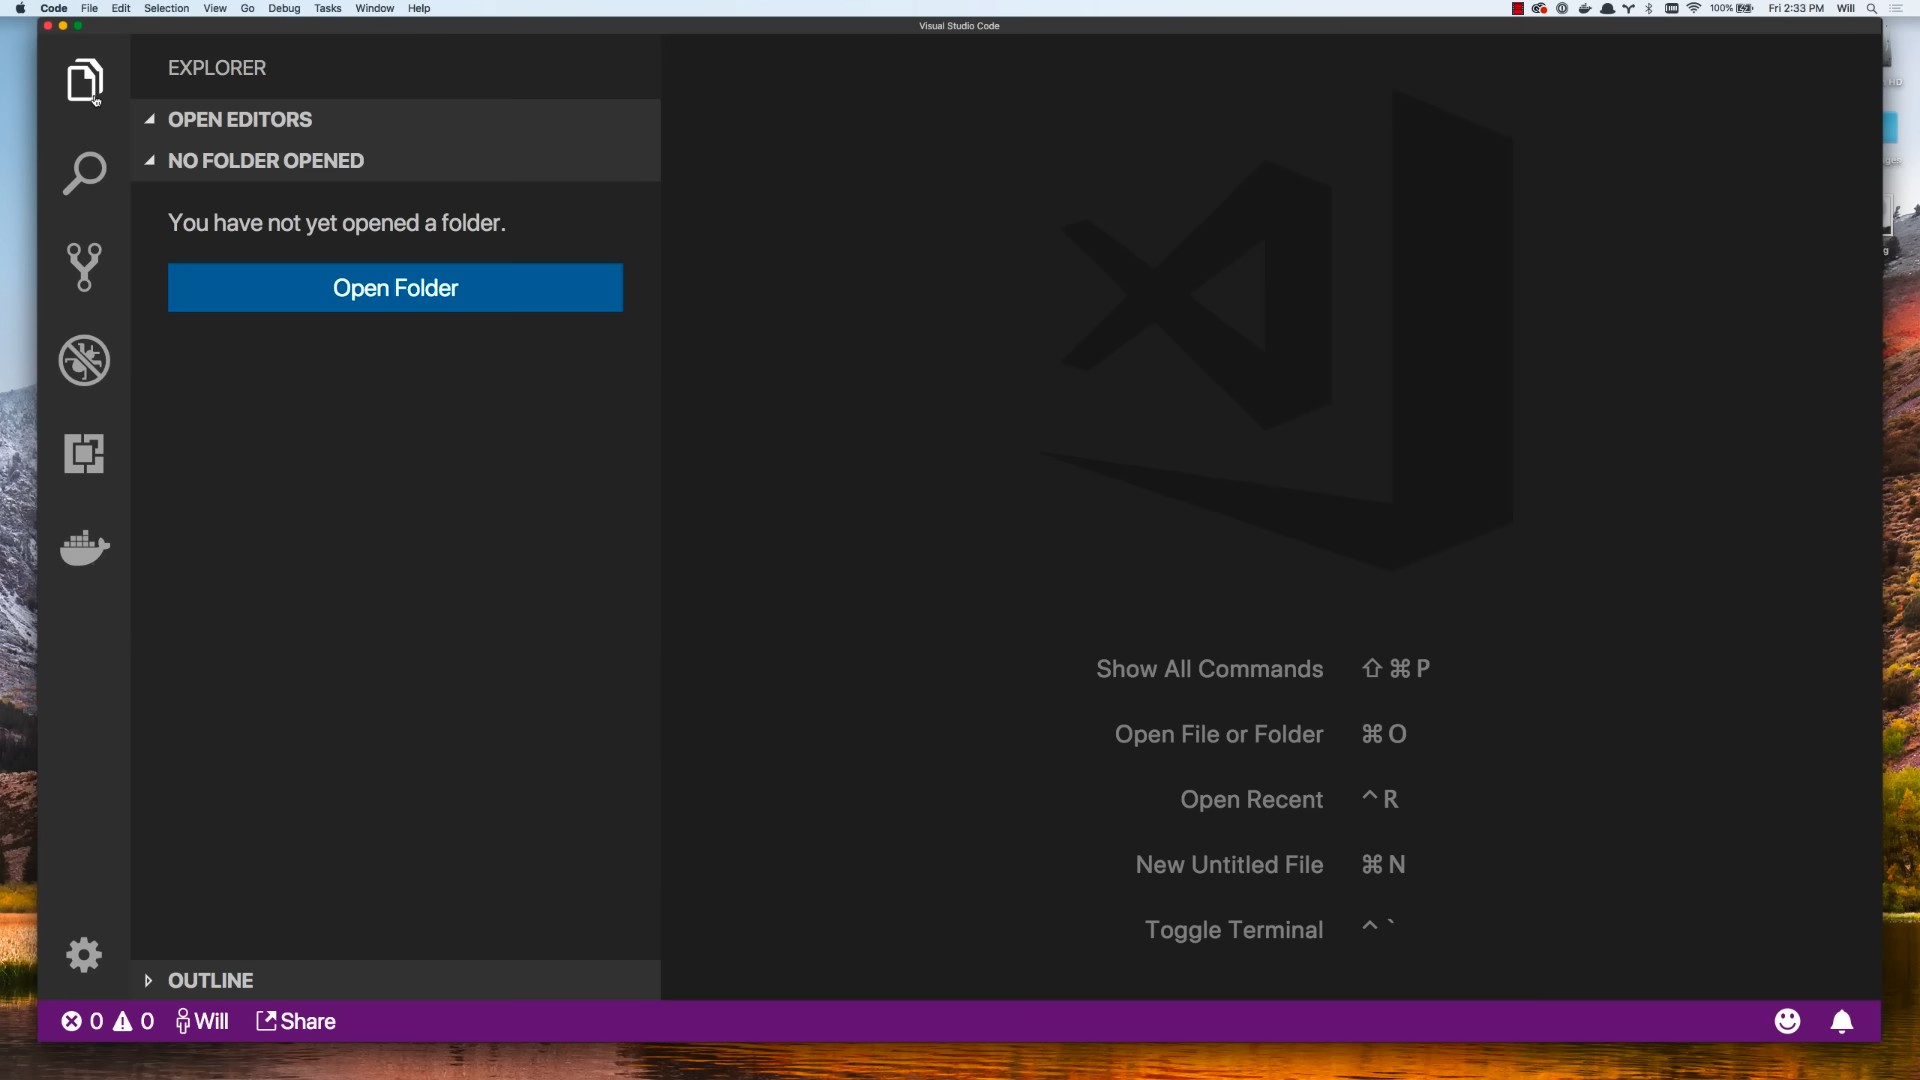 Code File Edit Selection View Go Debug Tasks Window Help
100% Fri 2:33 PM Will
Visual Studio Code
EXPLORER
OPEN EDITORS
NO FOLDER OPENED
You have not yet opened a folder.
Open Folder
Show All Commands ⇧ ⌘ P
Open File or Folder ⌘ O
Open Recent ^ R
New Untitled File ⌘ N
Toggle Terminal ^ `
OUTLINE
0 0 Will Share
HD